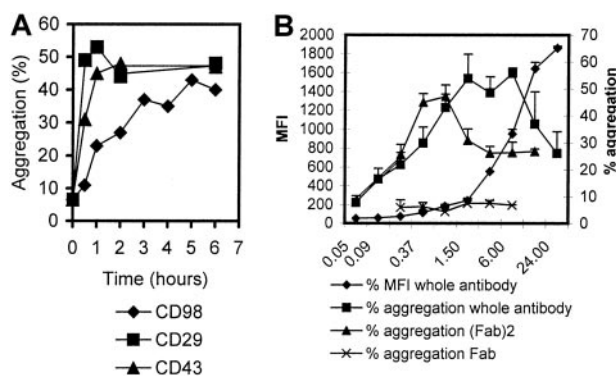 A
Aggregation (%)
60
50
40
30
20
10
0
0 1 2 3 4 5 6 7
Time (hours)
CD98
CD29
CD43
B
MFI
2000
1800
1600
1400
1200
1000
800
600
400
200
0
70
60
50
40
30
20
10
0
% aggregation
0.05
0.09
0.37
1.50
6.00
24.00
% MFI whole antibody
% aggregation whole antibody
% aggregation (Fab)2
% aggregation Fab